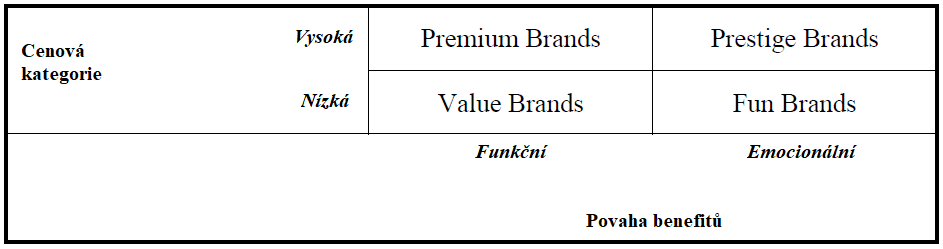 Cenová
kategorie
Vysoká
Premium Brands
Prestige Brands
Nízká
Value Brands
Fun Brands
Funkční
Emocionální
Povaha benefitů